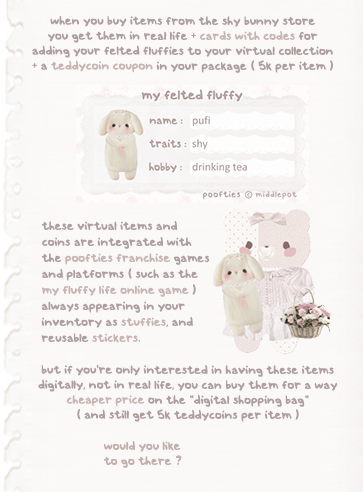 when you buy items from the shy bunny store
you get them in real life + cards with codes for
adding your felted fluffies to your virtual collection
+ a teddycoin coupon in your package ( 5k per item )
my felted fluffy
name : pufi
traits : shy
hobby : drinking tea
poofties © middlepot
these virtual items and
coins are integrated with
the poofties franchise games
and platforms ( such as the
my fluffy life online game )
always appearing in your
inventory as stuffies, and
reusable stickers.
but if you're only interested in having these items
digitally, not in real life, you can buy them for a way
cheaper price on the "digital shopping bag"
( and still get 5k teddycoins per item )
would you like
to go there ?